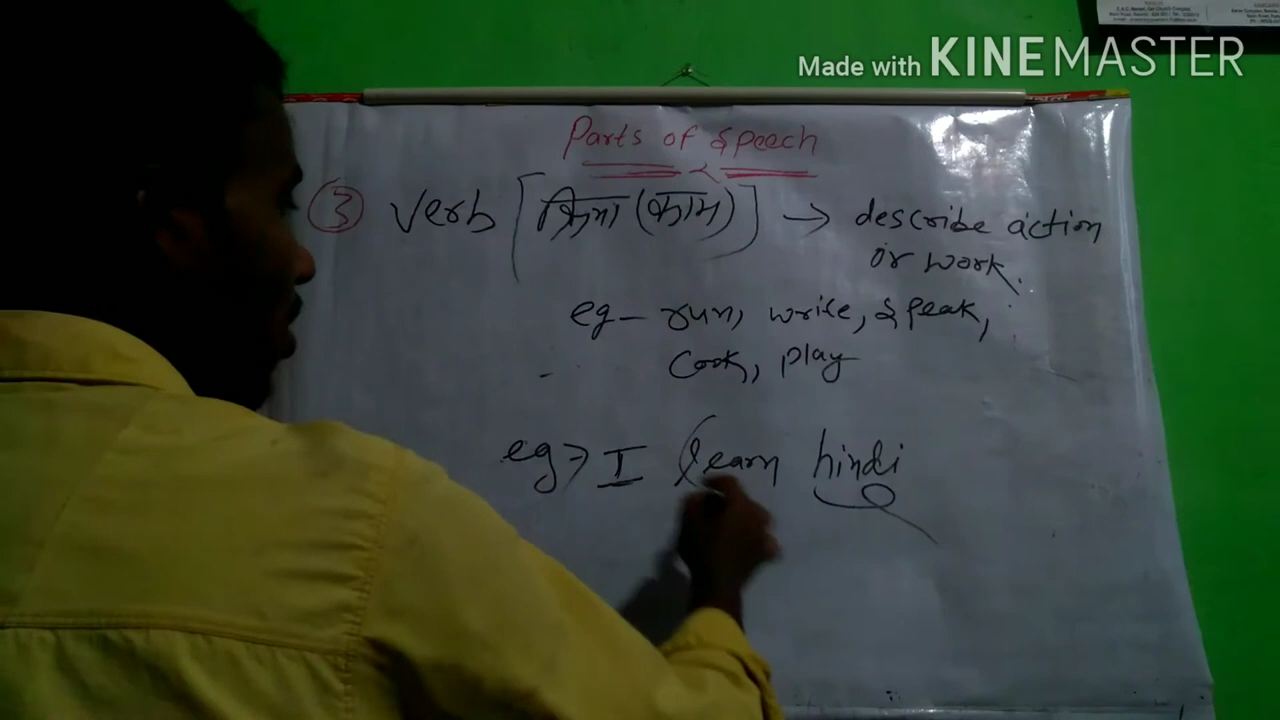 Made with KINEMASTER
Parts of Speech
③ Verb [क्रिया (काम)] → describe action
or work.
eg - run, write, speak,
Cook, play
eg → I learn hindi